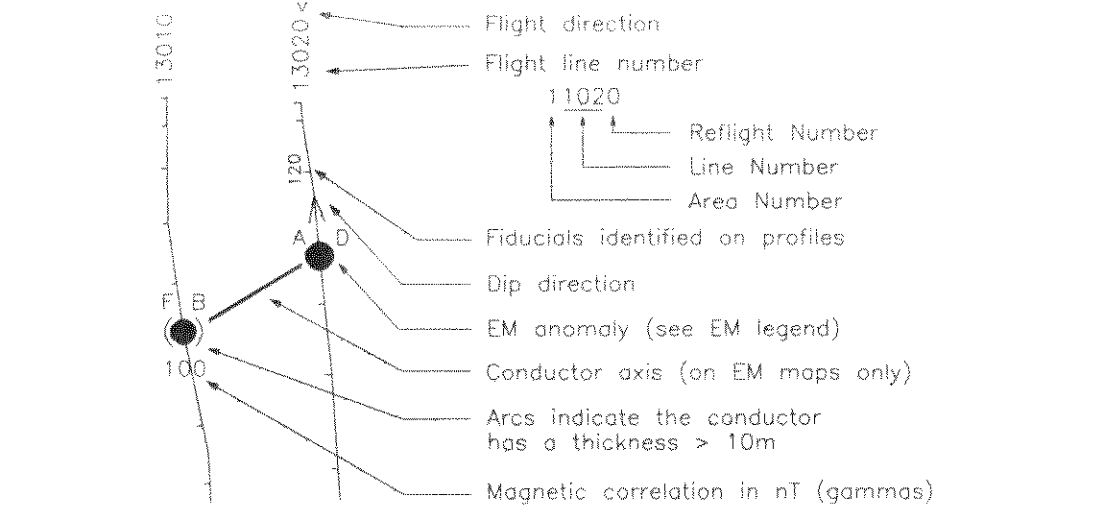 13010
13020 <
Flight direction
Flight line number
11020
Reflight Number
Line Number
Area Number
120
Fiducials identified on profiles
A D
Dip direction
F B
EM anomaly (see EM legend)
100
Conductor axis (on EM maps only)
Arcs indicate the conductor
has a thickness > 10m
Magnetic correlation in nT (gammas)